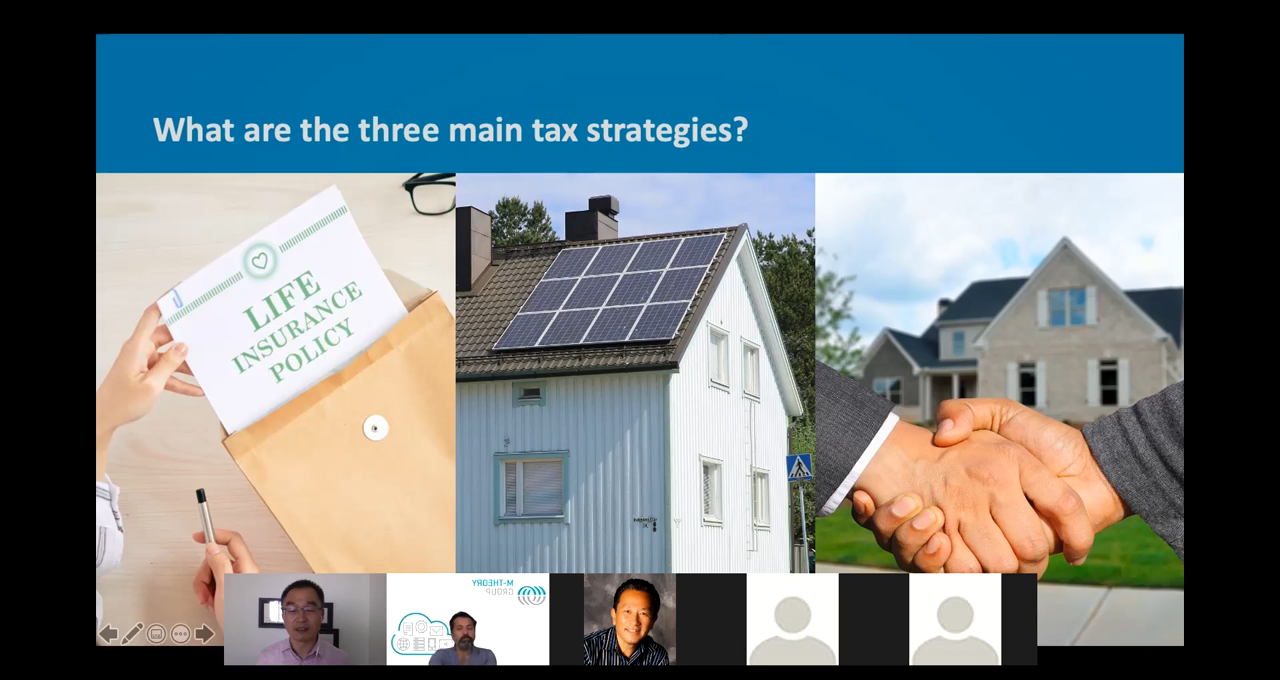 What are the three main tax strategies?
LIFE
INSURANCE
POLICY
M-THEORY
GROUP